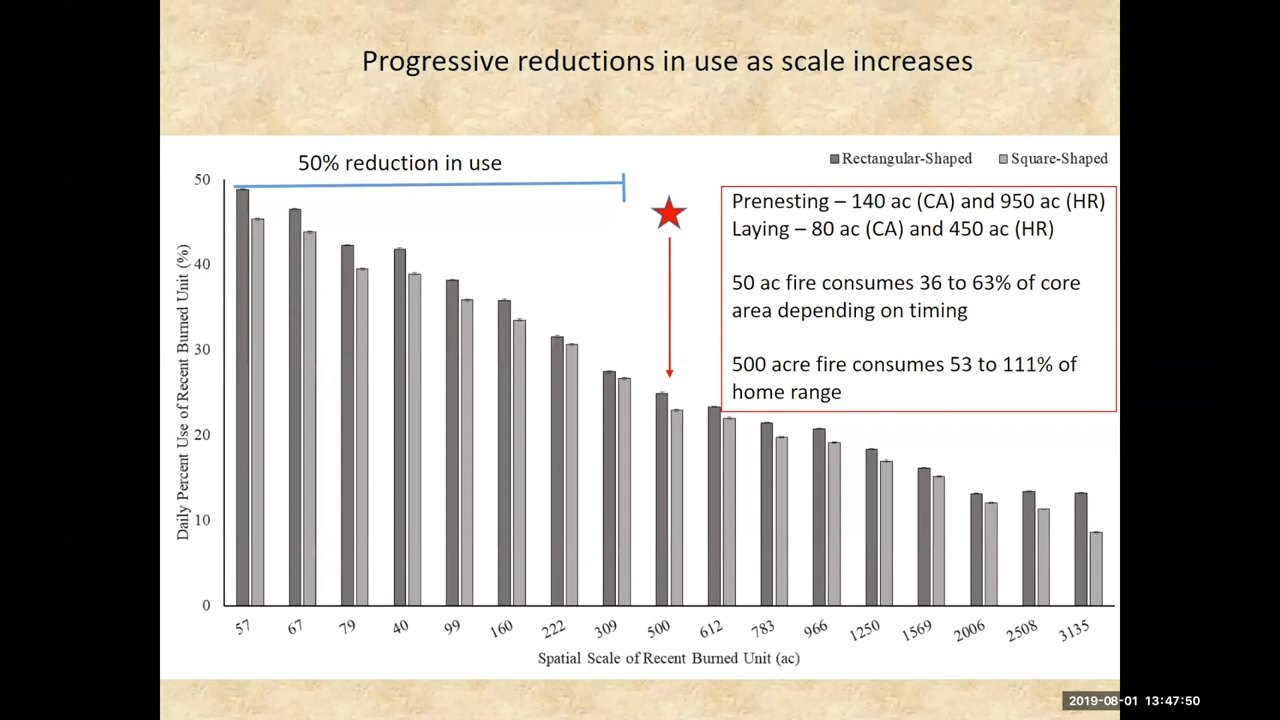 Progressive reductions in use as scale increases
50% reduction in use
Rectangular-Shaped
Square-Shaped
Prenesting – 140 ac (CA) and 950 ac (HR)
Laying – 80 ac (CA) and 450 ac (HR)
50 ac fire consumes 36 to 63% of core
area depending on timing
500 acre fire consumes 53 to 111% of
home range
Daily Percent Use of Recent Burned Unit (%)
50
40
30
20
10
0
57 67 79 40 99 160 222 309 500 612 783 966 1250 1569 2006 2508 3135
Spatial Scale of Recent Burned Unit (ac)
2019-08-01 13:47:50